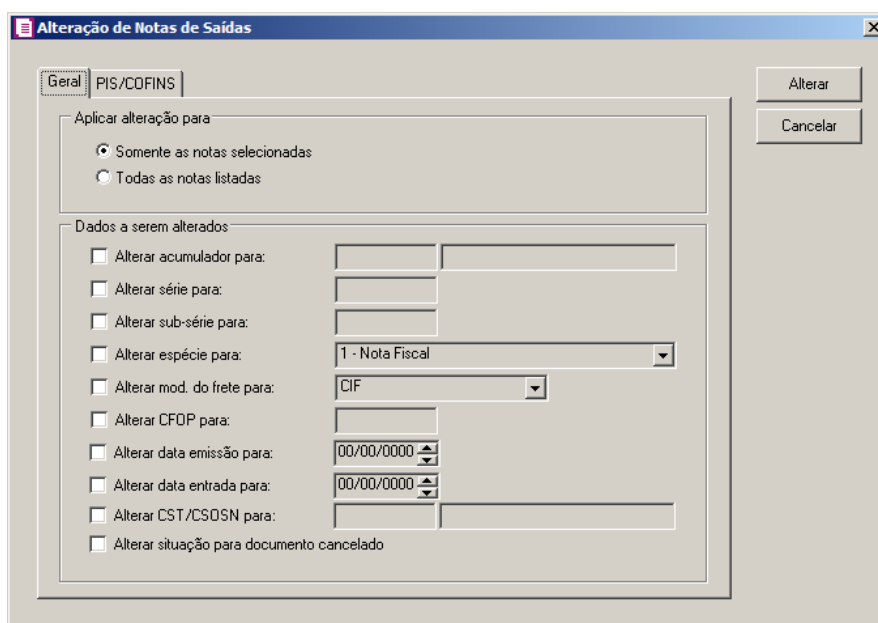 Alteração de Notas de Saídas
Geral PIS/COFINS
Alterar
Cancelar
Aplicar alteração para
Somente as notas selecionadas
Todas as notas listadas
Dados a serem alterados
Alterar acumulador para:
Alterar série para:
Alterar sub-série para:
Alterar espécie para: 1 - Nota Fiscal
Alterar mod. do frete para: CIF
Alterar CFOP para:
Alterar data emissão para: 00/00/0000
Alterar data entrada para: 00/00/0000
Alterar CST/CSOSN para:
Alterar situação para documento cancelado